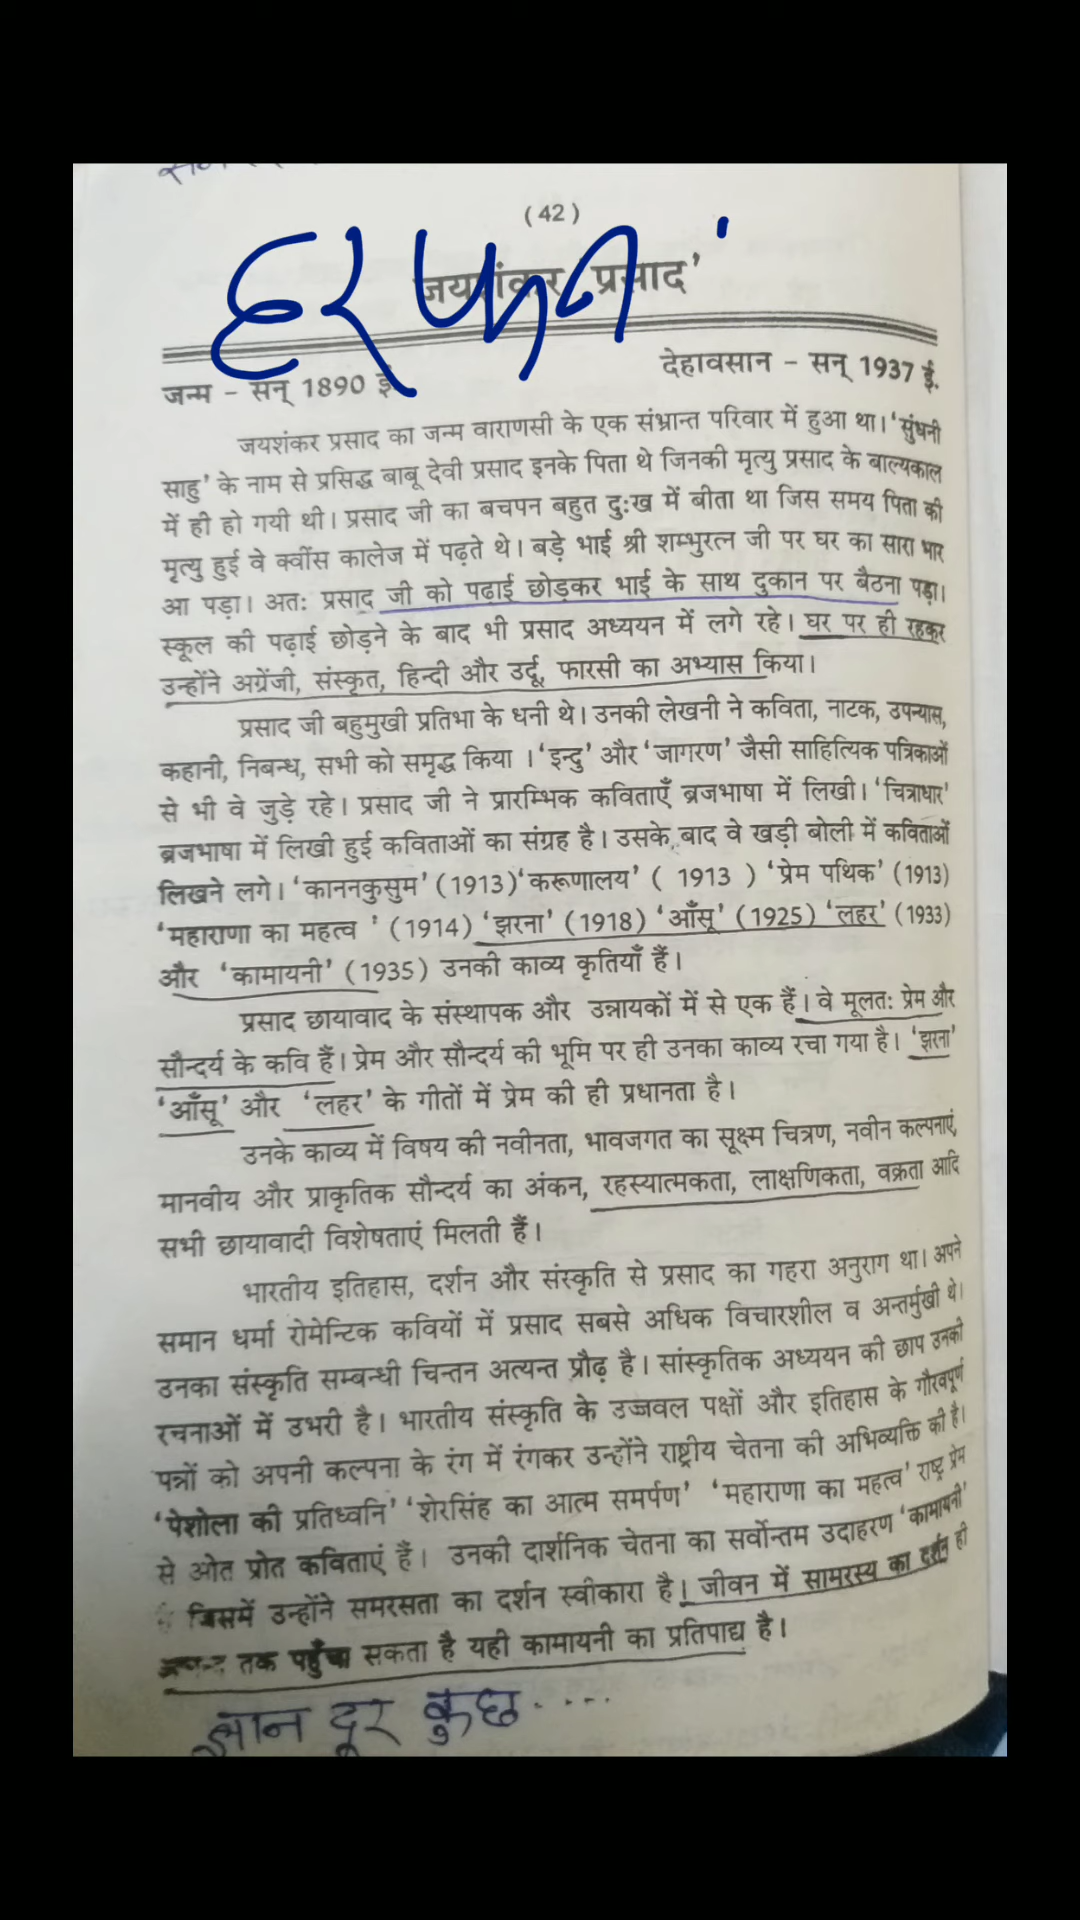 (42)
जयशंकर 'प्रसाद'
जन्म - सन् 1890 ई.
देहावसान - सन् 1937 ई.
जयशंकर प्रसाद का जन्म वाराणसी के एक संभ्रान्त परिवार में हुआ था। 'सुंघनी
साहु' के नाम से प्रसिद्ध बाबू देवी प्रसाद इनके पिता थे जिनकी मृत्यु प्रसाद के बाल्यकाल
में ही हो गयी थी। प्रसाद जी का बचपन बहुत दुःख में बीता था जिस समय पिता की
मृत्यु हुई वे क्वींस कालेज में पढ़ते थे। बड़े भाई श्री शम्भुरत्न जी पर घर का सारा भार
आ पड़ा। अतः प्रसाद जी को पढ़ाई छोड़कर भाई के साथ दुकान पर बैठना पड़ा।
स्कूल की पढ़ाई छोड़ने के बाद भी प्रसाद अध्ययन में लगे रहे। घर पर ही रहकर
उन्होंने अग्रेंजी, संस्कृत, हिन्दी और उर्दू, फारसी का अभ्यास किया।
प्रसाद जी बहुमुखी प्रतिभा के धनी थे। उनकी लेखनी ने कविता, नाटक, उपन्यास,
कहानी, निबन्ध, सभी को समृद्ध किया। 'इन्दु' और 'जागरण' जैसी साहित्यिक पत्रिकाओं
से भी वे जुड़े रहे। प्रसाद जी ने प्रारम्भिक कविताएँ ब्रजभाषा में लिखी। 'चित्राधार'
ब्रजभाषा में लिखी हुई कविताओं का संग्रह है। उसके बाद वे खड़ी बोली में कविताओं
लिखने लगे। 'काननकुसुम' (1913) 'करूणालय' ( 1913 ) 'प्रेम पथिक' (1913)
'महाराणा का महत्व ' (1914) 'झरना' (1918) 'आँसू' (1925) 'लहर' (1933)
और 'कामायनी' (1935) उनकी काव्य कृतियाँ हैं।
प्रसाद छायावाद के संस्थापक और उन्नायकों में से एक हैं। वे मूलतः प्रेम और
सौन्दर्य के कवि हैं। प्रेम और सौन्दर्य की भूमि पर ही उनका काव्य रचा गया है। 'झरना'
'आँसू' और 'लहर' के गीतों में प्रेम की ही प्रधानता है।
उनके काव्य में विषय की नवीनता, भावजगत का सूक्ष्म चित्रण, नवीन कल्पनाएं,
मानवीय और प्राकृतिक सौन्दर्य का अंकन, रहस्यात्मकता, लाक्षणिकता, वक्रता आदि
सभी छायावादी विशेषताएं मिलती हैं।
भारतीय इतिहास, दर्शन और संस्कृति से प्रसाद का गहरा अनुराग था। अपने
समान धर्मा रोमेन्टिक कवियों में प्रसाद सबसे अधिक विचारशील व अन्तर्मुखी थे।
उनका संस्कृति सम्बन्धी चिन्तन अत्यन्त प्रौढ़ है। सांस्कृतिक अध्ययन की छाप उनकी
रचनाओं में उभरी है। भारतीय संस्कृति के उज्जवल पक्षों और इतिहास के गौरवपूर्ण
पन्नों को अपनी कल्पना के रंग में रंगकर उन्होंने राष्ट्रीय चेतना की अभिव्यक्ति की है।
'पेशोला की प्रतिध्वनि' 'शेरसिंह का आत्म समर्पण' 'महाराणा का महत्व' राष्ट्र प्रेम
से ओत प्रोत कविताएं हैं। उनकी दार्शनिक चेतना का सर्वोन्तम उदाहरण 'कामायनी'
जिसमें उन्होंने समरसता का दर्शन स्वीकारा है। जीवन में सामरस्य का दर्शन ही
तक पहुँचा सकता है यही कामायनी का प्रतिपाद्य है।
ज्ञान दूर कुछ....